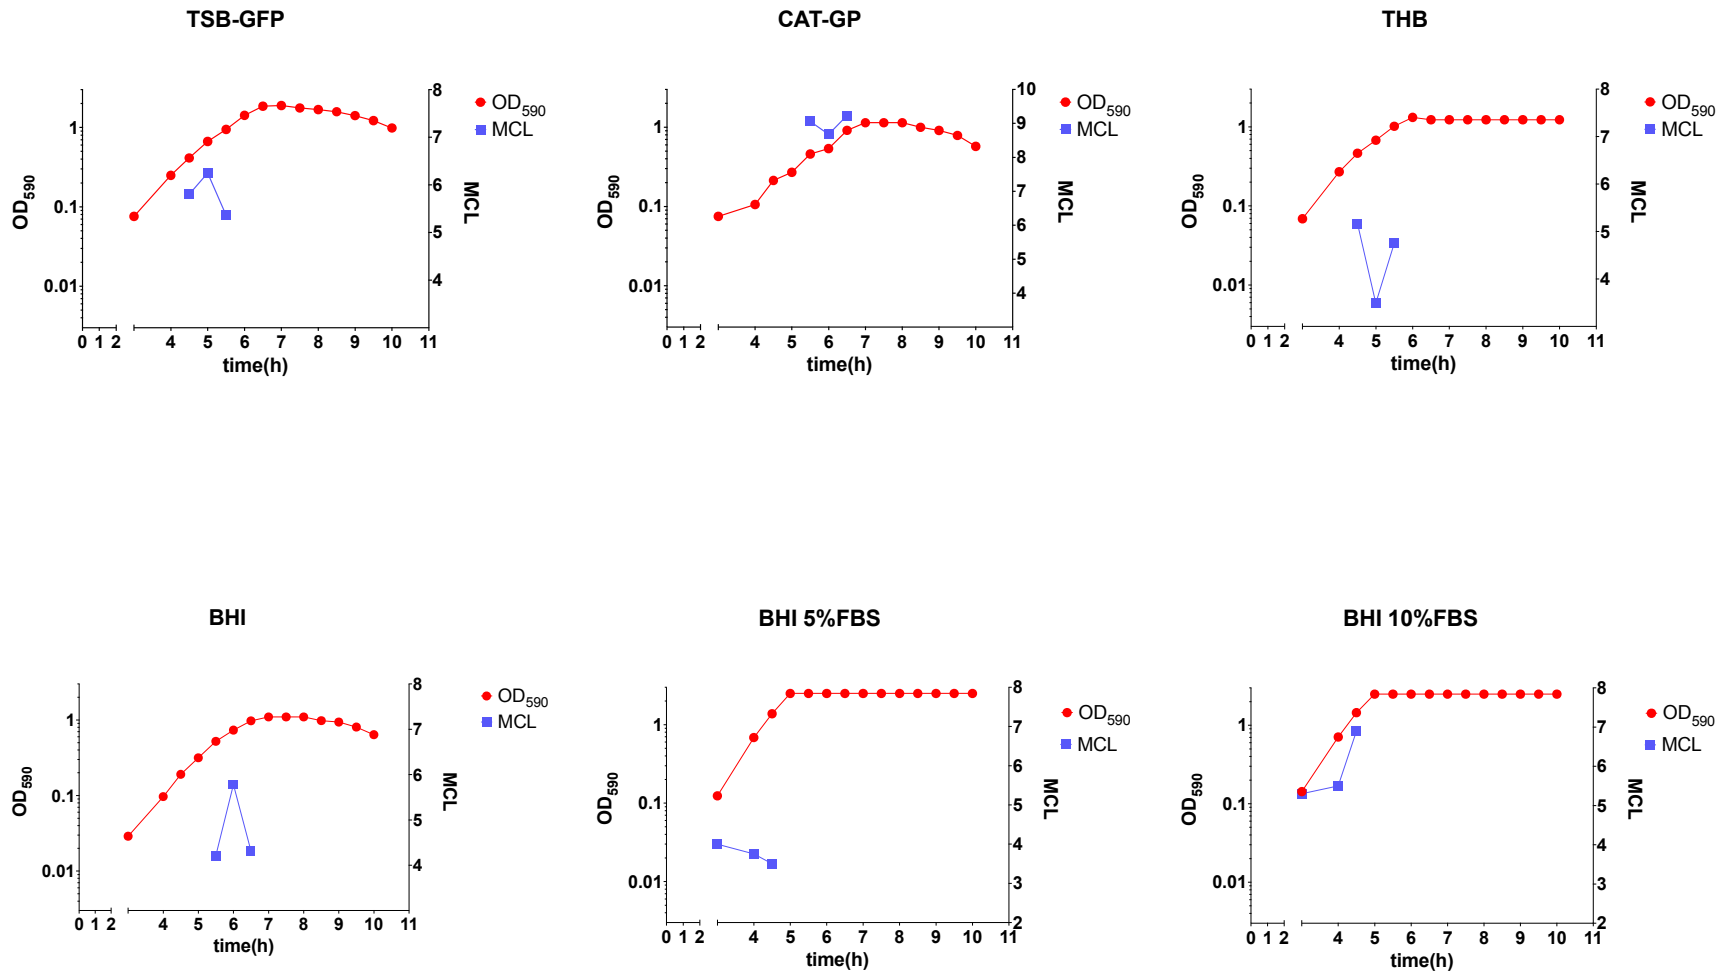 TSB-GFP
OD590
1
0.1
0.01
8
7
6
5
4
MCL
OD590
MCL
0 1 2 4 5 6 7 8 9 10 11
time(h)
CAT-GP
OD590
1
0.1
0.01
10
9
8
7
6
5
4
MCL
OD590
MCL
0 1 2 4 5 6 7 8 9 10 11
time(h)
THB
OD590
1
0.1
0.01
8
7
6
5
4
MCL
OD590
MCL
0 1 2 4 5 6 7 8 9 10 11
time(h)
BHI
OD590
1
0.1
0.01
8
7
6
5
4
MCL
OD590
MCL
0 1 2 4 5 6 7 8 9 10 11
time(h)
BHI 5%FBS
OD590
1
0.1
0.01
8
7
6
5
4
3
2
MCL
OD590
MCL
0 1 2 4 5 6 7 8 9 10 11
time(h)
BHI 10%FBS
OD590
1
0.1
0.01
8
7
6
5
4
3
2
MCL
OD590
MCL
0 1 2 4 5 6 7 8 9 10 11
time(h)